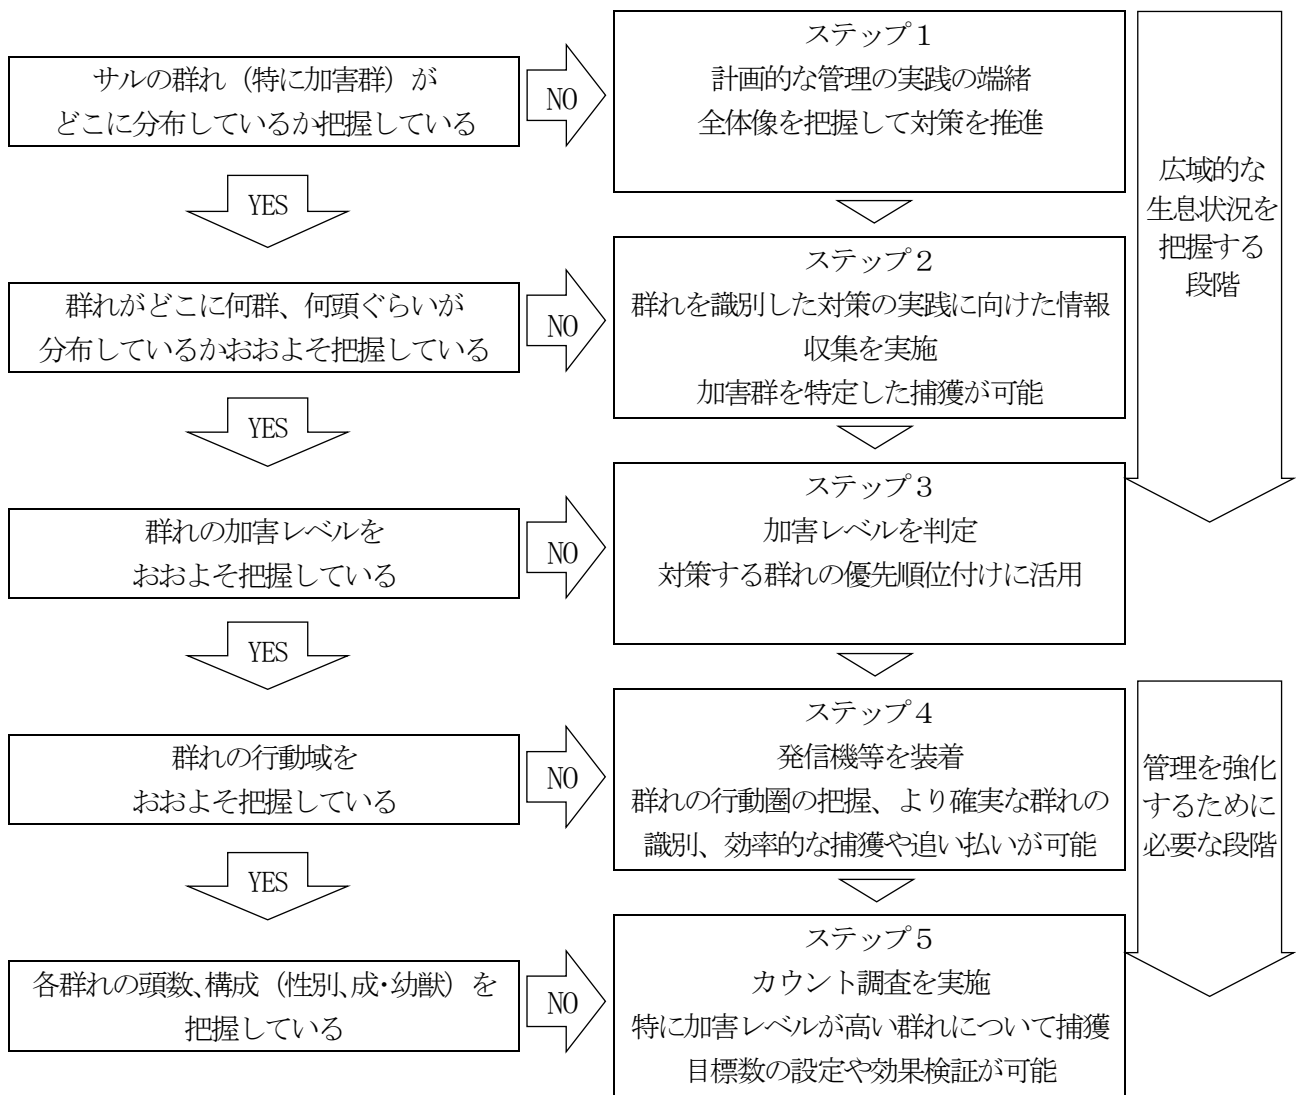 サルの群れ（特に加害群）が
どこに分布しているか把握している
NO
ステップ１
計画的な管理の実践の端緒
全体像を把握して対策を推進
YES
群れがどこに何群、何頭ぐらいが
分布しているかおおよそ把握している
NO
ステップ２
群れを識別した対策の実践に向けた情報
収集を実施
加害群を特定した捕獲が可能
YES
群れの加害レベルを
おおよそ把握している
NO
ステップ３
加害レベルを判定
対策する群れの優先順位付けに活用
広域的な
生息状況を
把握する
段階
YES
群れの行動域を
おおよそ把握している
NO
ステップ４
発信機等を装着
群れの行動圏の把握、より確実な群れの
識別、効率的な捕獲や追い払いが可能
YES
各群れの頭数、構成（性別、成・幼獣）を
把握している
NO
ステップ５
カウント調査を実施
特に加害レベルが高い群れについて捕獲
目標数の設定や効果検証が可能
管理を強化
するために
必要な段階